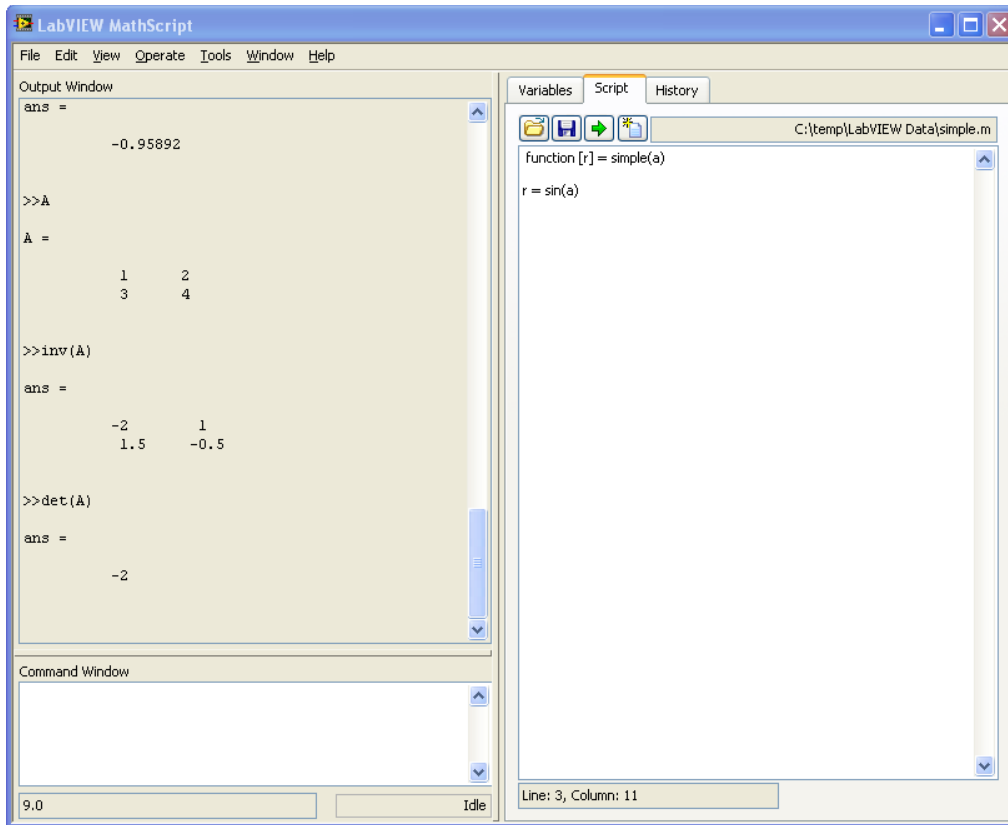 LabVIEW MathScript
File Edit View Operate Tools Window Help
Output Window
ans =
-0.95892
>>A
A =
1 2
3 4
>>inv(A)
ans =
-2 1
1.5 -0.5
>>det(A)
ans =
-2
Command Window
9.0
Idle
Variables Script History
C:\temp\LabVIEW Data\simple.m
function [r] = simple(a)
r = sin(a)
Line: 3, Column: 11